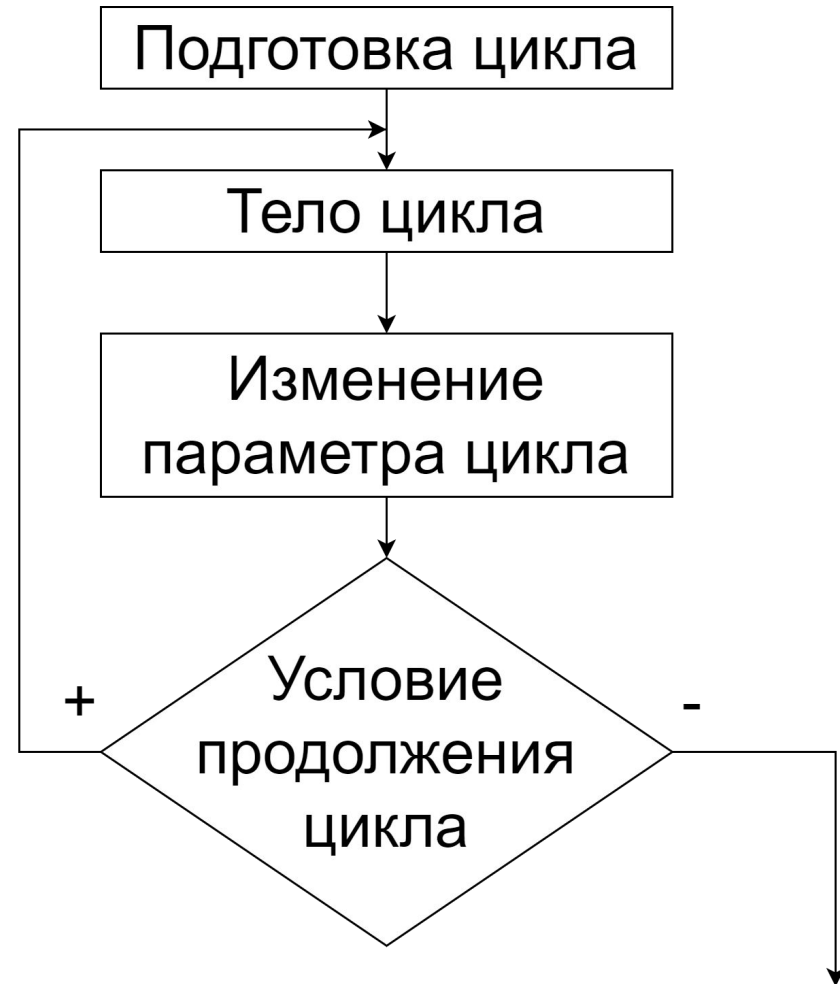 Подготовка цикла
Тело цикла
Изменение
параметра цикла
Условие
продолжения
цикла
+
-